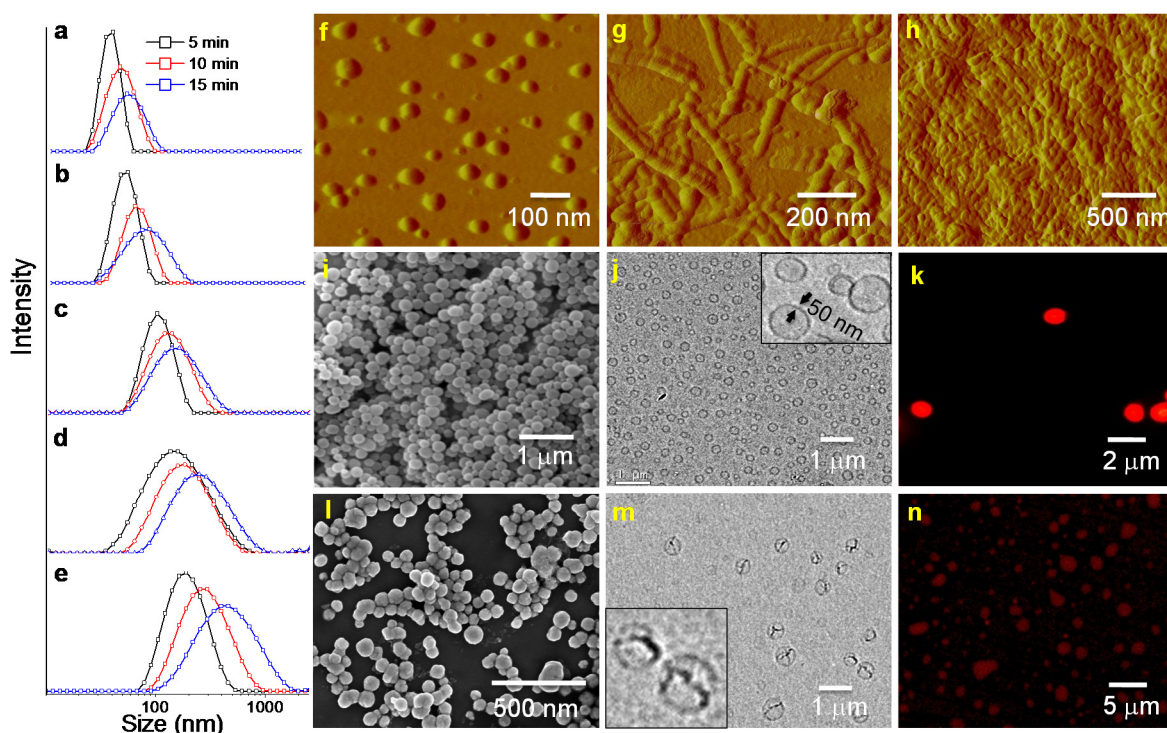 a
5 min
10 min
15 min
b
c
d
e
Intensity
100
1000
Size (nm)
f
100 nm
g
200 nm
h
500 nm
i
1 μm
j
50 nm
1 μm
k
2 μm
l
500 nm
m
1 μm
n
5 μm